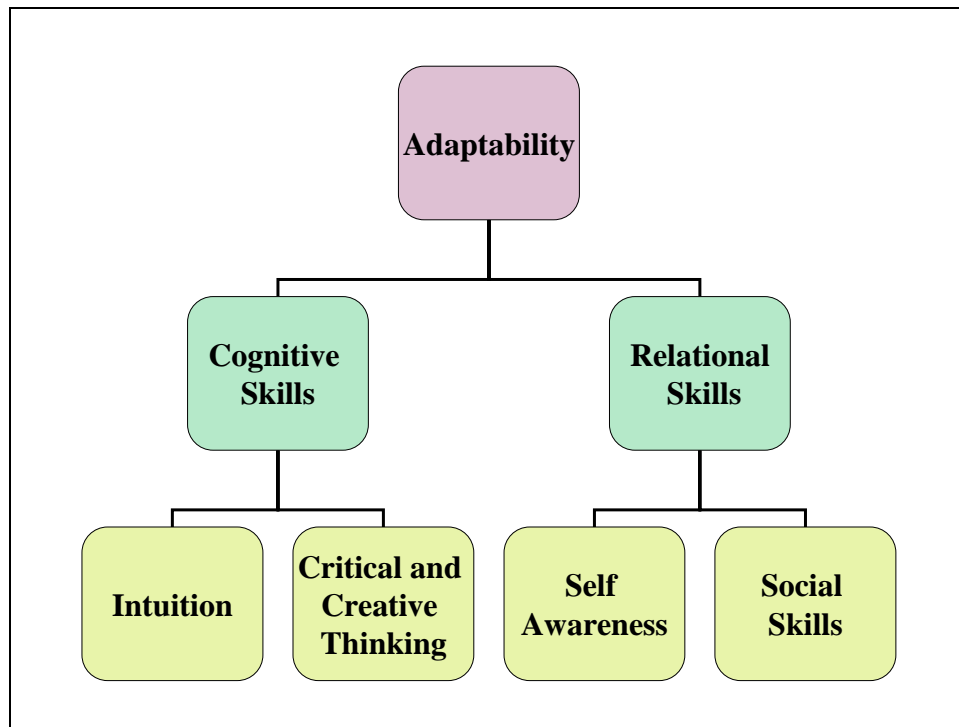 Adaptability
Cognitive
Skills
Relational
Skills
Intuition
Critical and
Creative
Thinking
Self
Awareness
Social
Skills